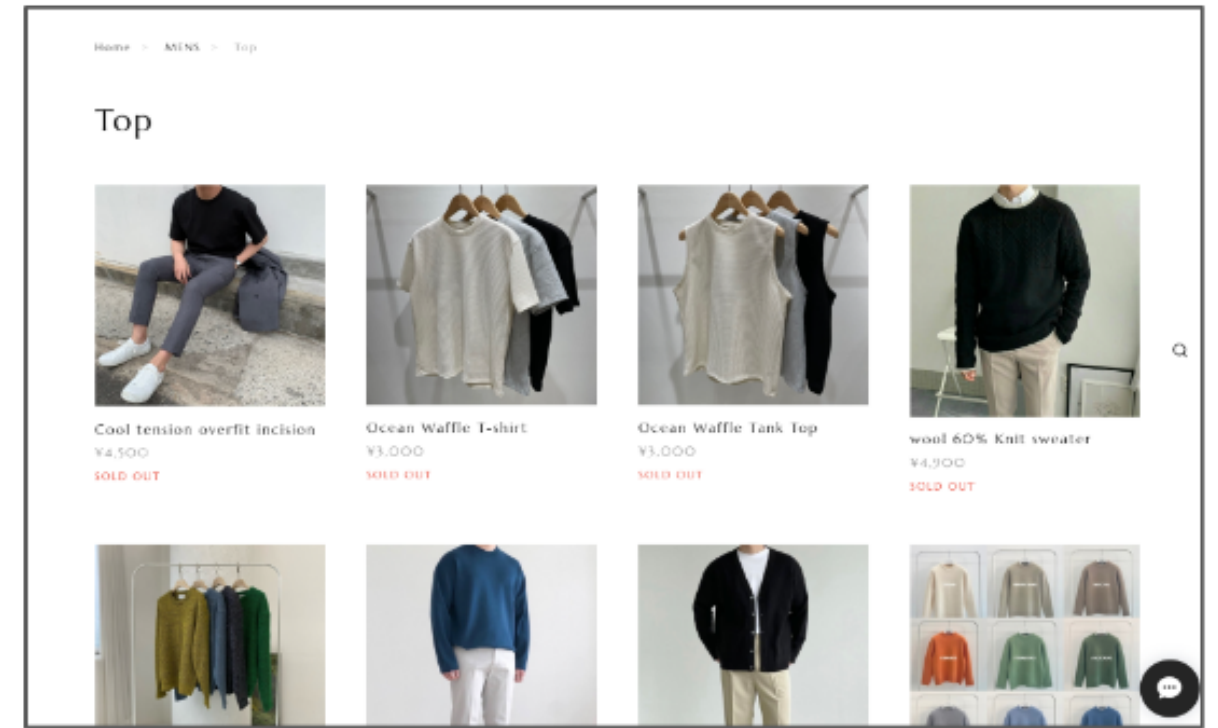 Home > MENS > Top
Top
Cool tension overfit incision
¥4,500
SOLD OUT
Ocean Waffle T-shirt
¥3,000
SOLD OUT
Ocean Waffle Tank Top
¥3,000
SOLD OUT
wool 60% Knit sweater
¥4,900
SOLD OUT